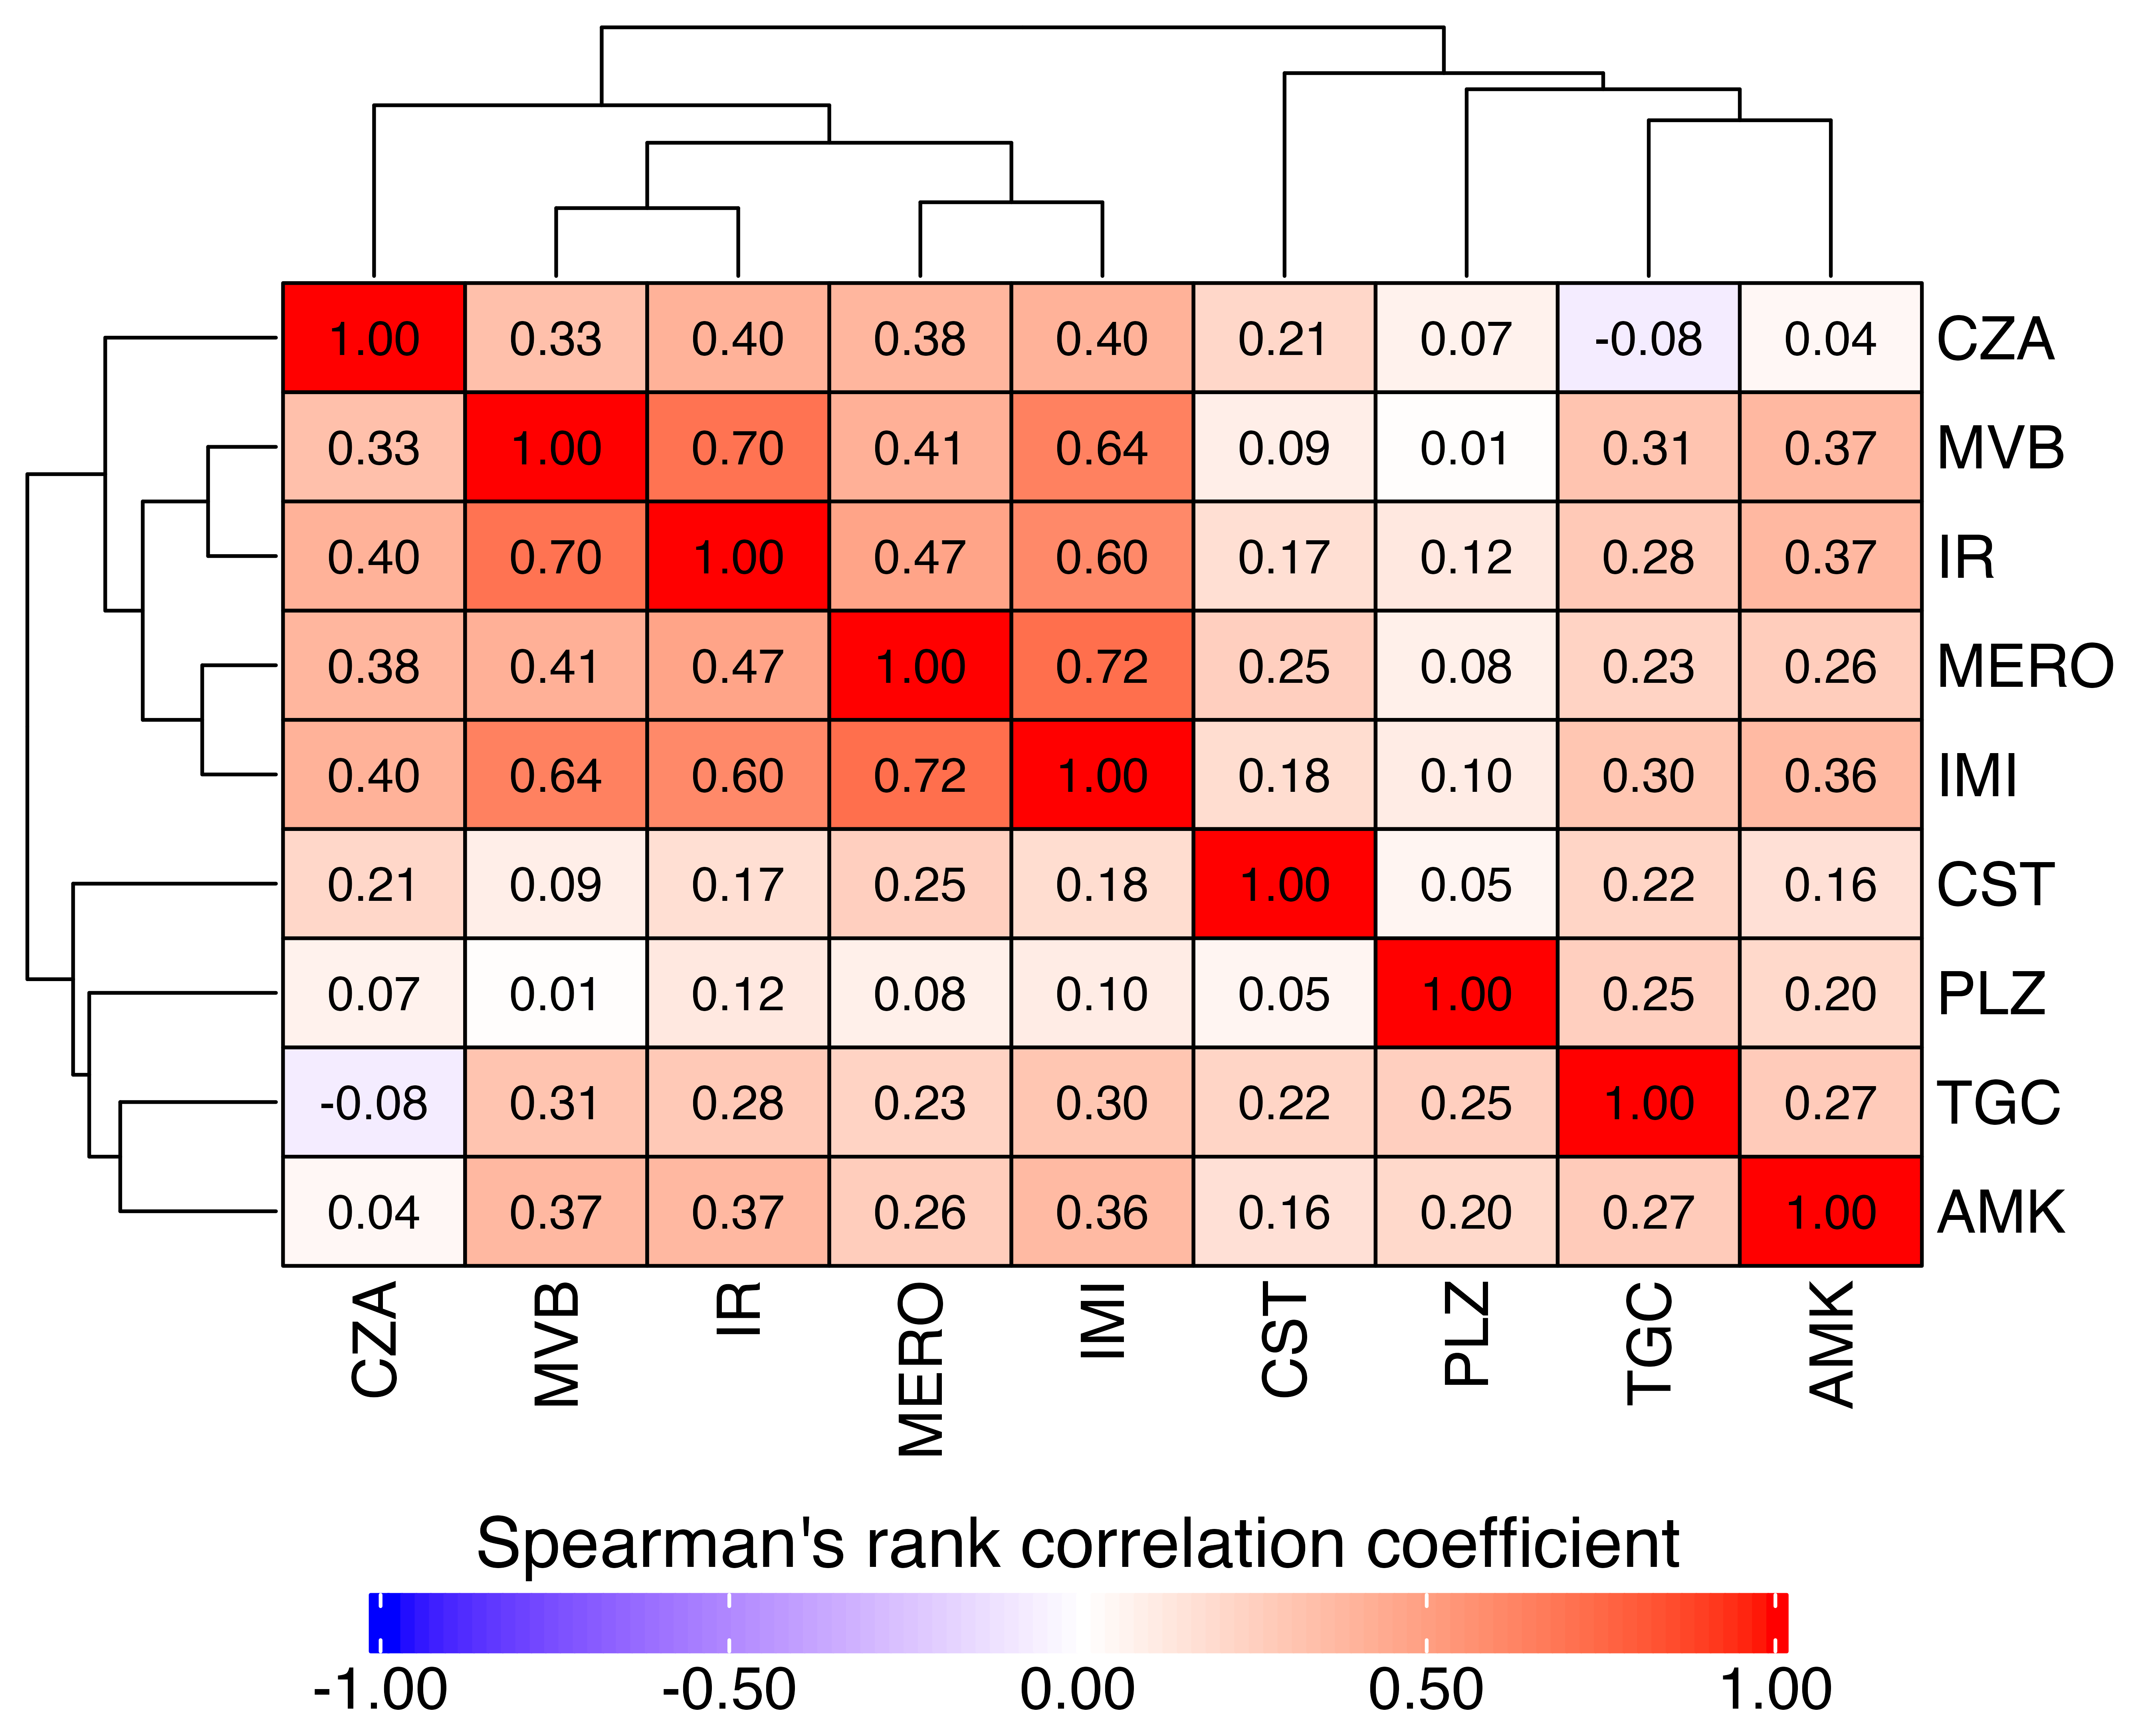 1.00 0.33 0.40 0.38 0.40 0.21 0.07 -0.08 0.04 CZA
0.33 1.00 0.70 0.41 0.64 0.09 0.01 0.31 0.37 MVB
0.40 0.70 1.00 0.47 0.60 0.17 0.12 0.28 0.37 IR
0.38 0.41 0.47 1.00 0.72 0.25 0.08 0.23 0.26 MERO
0.40 0.64 0.60 0.72 1.00 0.18 0.10 0.30 0.36 IMI
0.21 0.09 0.17 0.25 0.18 1.00 0.05 0.22 0.16 CST
0.07 0.01 0.12 0.08 0.10 0.05 1.00 0.25 0.20 PLZ
-0.08 0.31 0.28 0.23 0.30 0.22 0.25 1.00 0.27 TGC
0.04 0.37 0.37 0.26 0.36 0.16 0.20 0.27 1.00 AMK
CZA MVB IR MERO IMI CST PLZ TGC AMK
Spearman's rank correlation coefficient
-1.00 -0.50 0.00 0.50 1.00